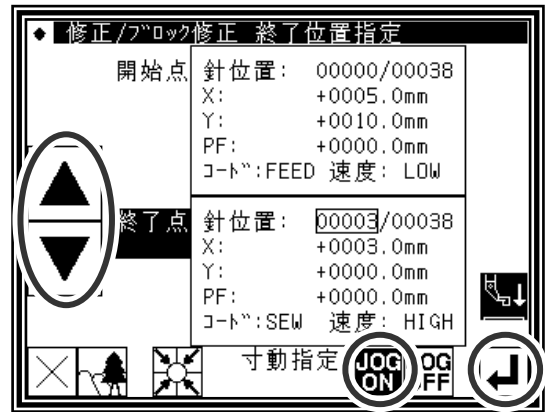 ◆ 修正/ブロック修正 終了位置指定
開始点
針位置: 00000/00038
X: +0005.0mm
Y: +0010.0mm
PF: +0000.0mm
コード:FEED 速度: LOW
終了点
針位置: 00003/00038
X: +0003.0mm
Y: +0000.0mm
PF: +0000.0mm
コード:SEW 速度: HIGH
寸動指定
JOG ON
JOG OFF